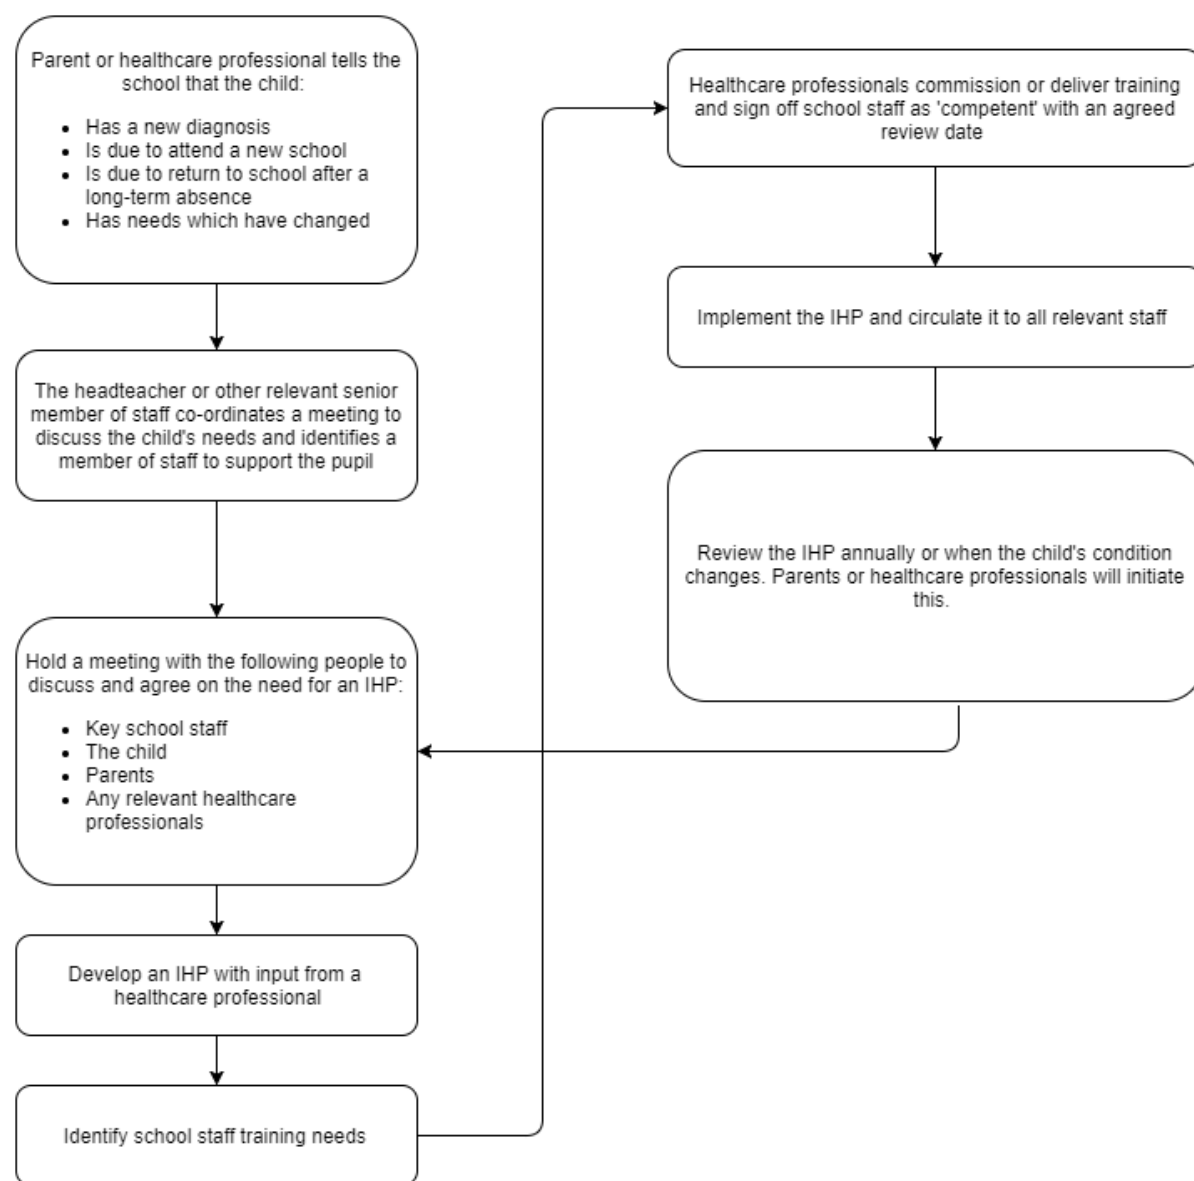 Parent or healthcare professional tells the
school that the child:
• Has a new diagnosis
• Is due to attend a new school
• Is due to return to school after a
long-term absence
• Has needs which have changed
The headteacher or other relevant senior
member of staff co-ordinates a meeting to
discuss the child's needs and identifies a
member of staff to support the pupil
Hold a meeting with the following people to
discuss and agree on the need for an IHP:
• Key school staff
• The child
• Parents
• Any relevant healthcare
professionals
Develop an IHP with input from a
healthcare professional
Identify school staff training needs
Healthcare professionals commission or deliver training
and sign off school staff as 'competent' with an agreed
review date
Implement the IHP and circulate it to all relevant staff
Review the IHP annually or when the child's condition
changes. Parents or healthcare professionals will initiate
this.